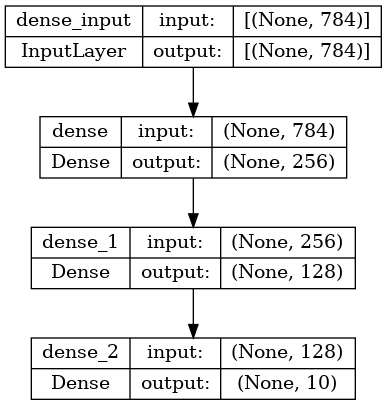 dense_input input: [(None, 784)]
InputLayer output: [(None, 784)]
dense input: (None, 784)
Dense output: (None, 256)
dense_1 input: (None, 256)
Dense output: (None, 128)
dense_2 input: (None, 128)
Dense output: (None, 10)